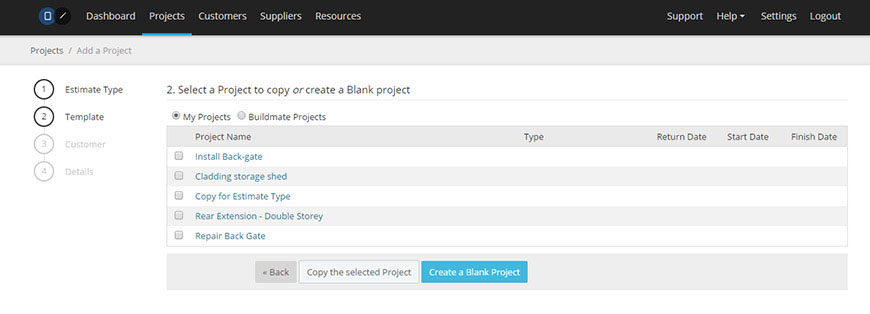 Dashboard Projects Customers Suppliers Resources Support Help Settings Logout
Projects / Add a Project
1 Estimate Type
2 Template
3 Customer
4 Details
2. Select a Project to copy or create a Blank project
My Projects Buildmate Projects
Project Name Type Return Date Start Date Finish Date
Install Back-gate
Cladding storage shed
Copy for Estimate Type
Rear Extension - Double Storey
Repair Back Gate
« Back Copy the selected Project Create a Blank Project